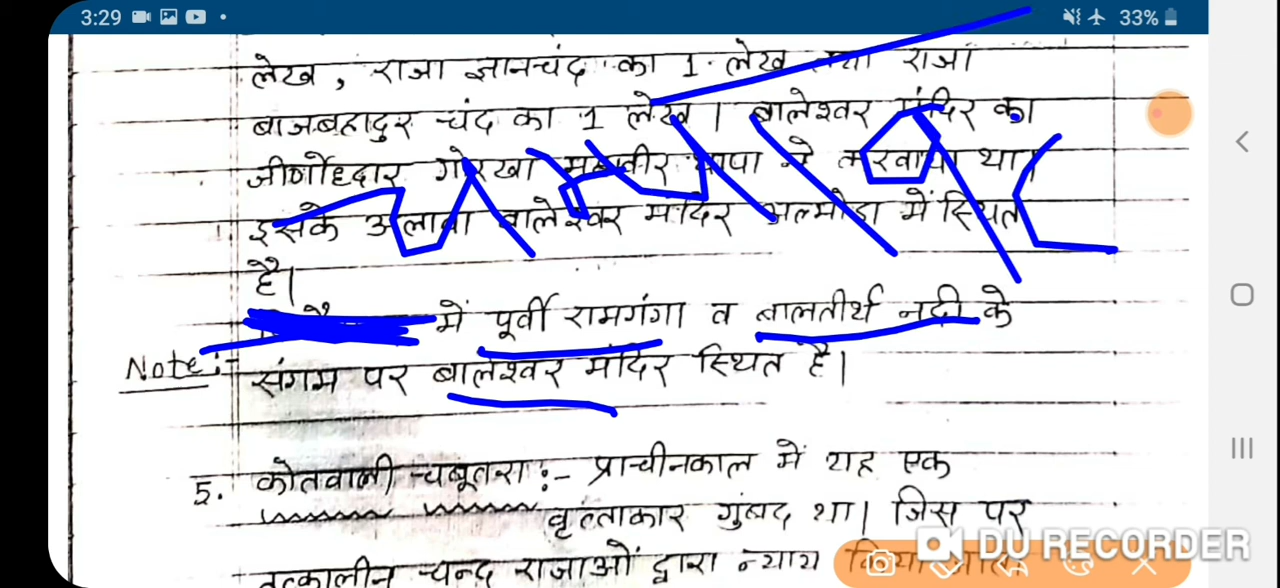 3:29
33%
लेख, राजा ज्ञानचंद का 1 लेख तथा राजा
बाजबहादुर चंद का 1 लेख। बालेश्वर मंदिर का
जीर्णोद्दार गोरखा थापा ने करवाया था।
इसके अलावा बालेश्वर मंदिर अल्मोडा में स्थित
है।
में पूर्वी रामगंगा व बालतीर्थ नदी के
Note:- संगम पर बालेश्वर मंदिर स्थित है।
5. कोतवाली चबूतरा:- प्राचीनकाल में यह एक
वृत्ताकार गुंबद था। जिस पर
तत्कालीन चन्द्र राजाओं द्वारा न्याय
DU RECORDER